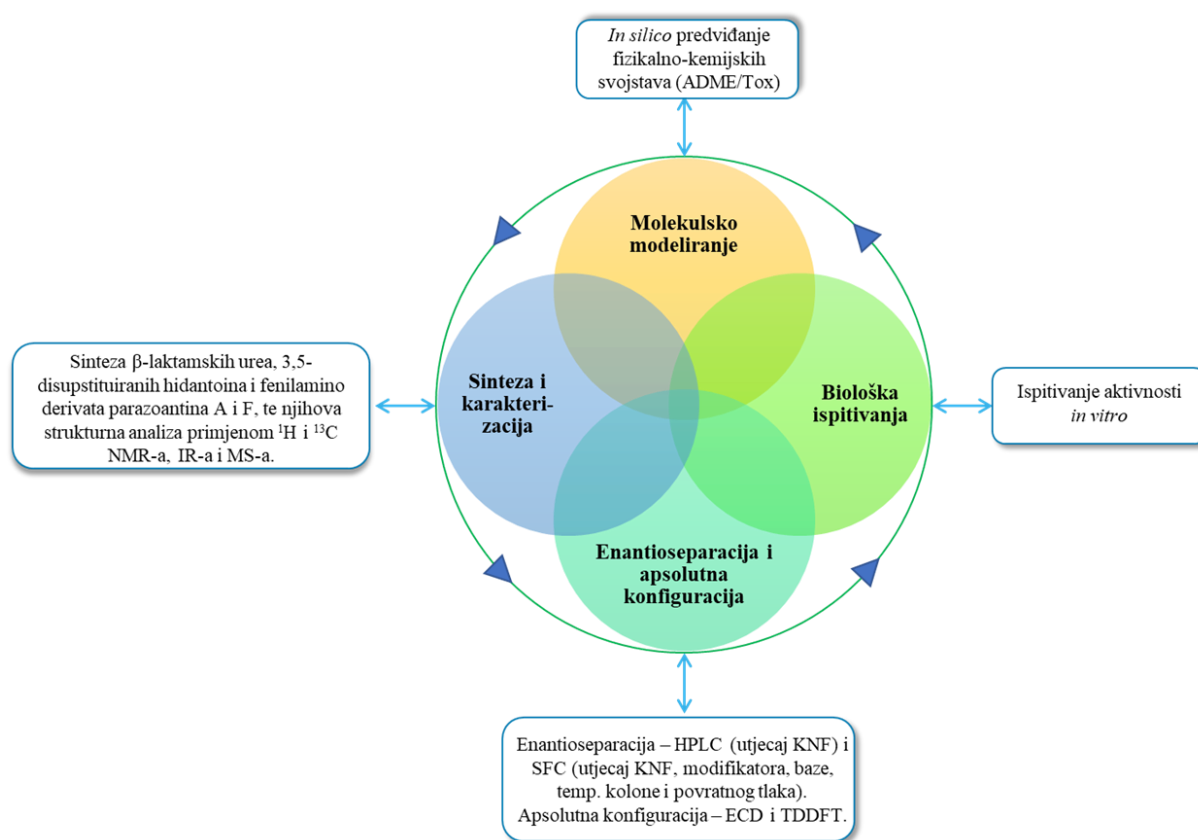 In silico predviđanje
fizikalno-kemijskih
svojstava (ADME/Tox)
Molekulsko
modeliranje
Sinteza β-laktamskih urea, 3,5-
disupstituiranih hidantoina i fenilamino
derivata parazoantina A i F, te njihova
strukturna analiza primjenom ¹H i ¹³C
NMR-a, IR-a i MS-a.
Sinteza i
karakteri-
zacija
Biološka
ispitivanja
Ispitivanje aktivnosti
in vitro
Enantioseparacija i
apsolutna
konfiguracija
Enantioseparacija – HPLC (utjecaj KNF) i
SFC (utjecaj KNF, modifikatora, baze,
temp. kolone i povratnog tlaka).
Apsolutna konfiguracija – ECD i TDDFT.